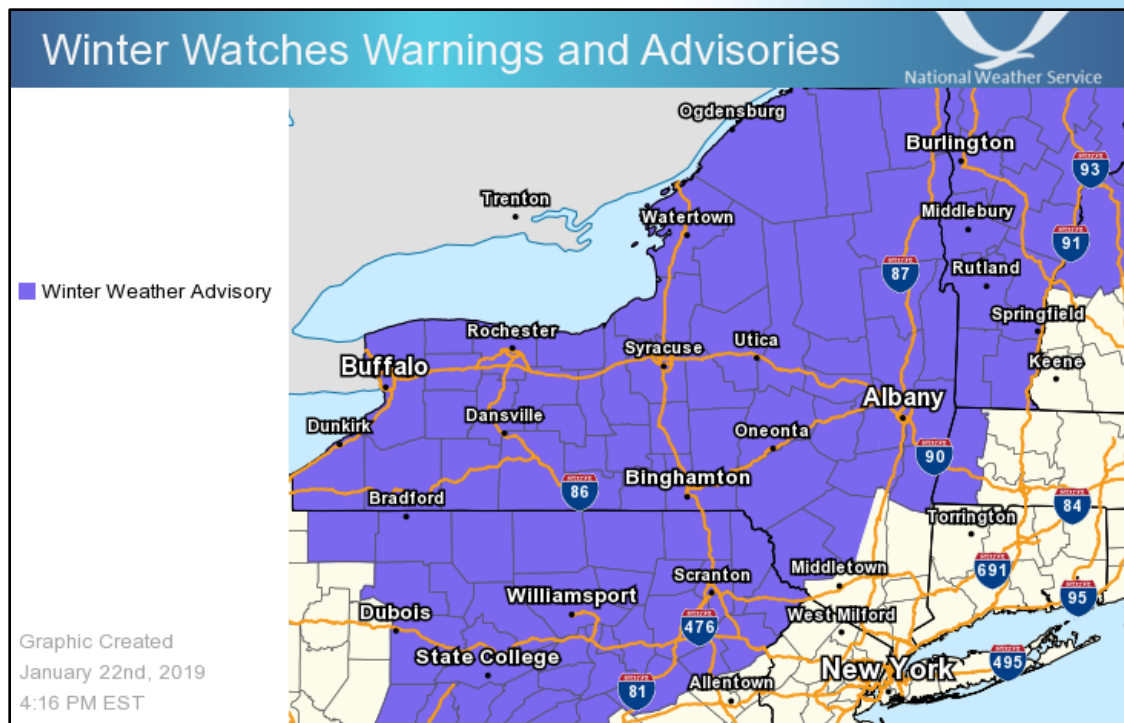 Winter Watches Warnings and Advisories
National Weather Service
Ogdensburg
Burlington
93
Trenton
Watertown
Middlebury
91
87
Rutland
Winter Weather Advisory
Springfield
Rochester
Syracuse
Utica
Keene
Buffalo
Albany
Dansville
Dunkirk
Oneonta
90
Binghamton
86
Bradford
84
Torrington
Middletown
691
Scranton
Williamsport
95
Dubois
476
West Milford
Graphic Created
State College
New York
495
January 22nd, 2019
81
Allentown
4:16 PM EST